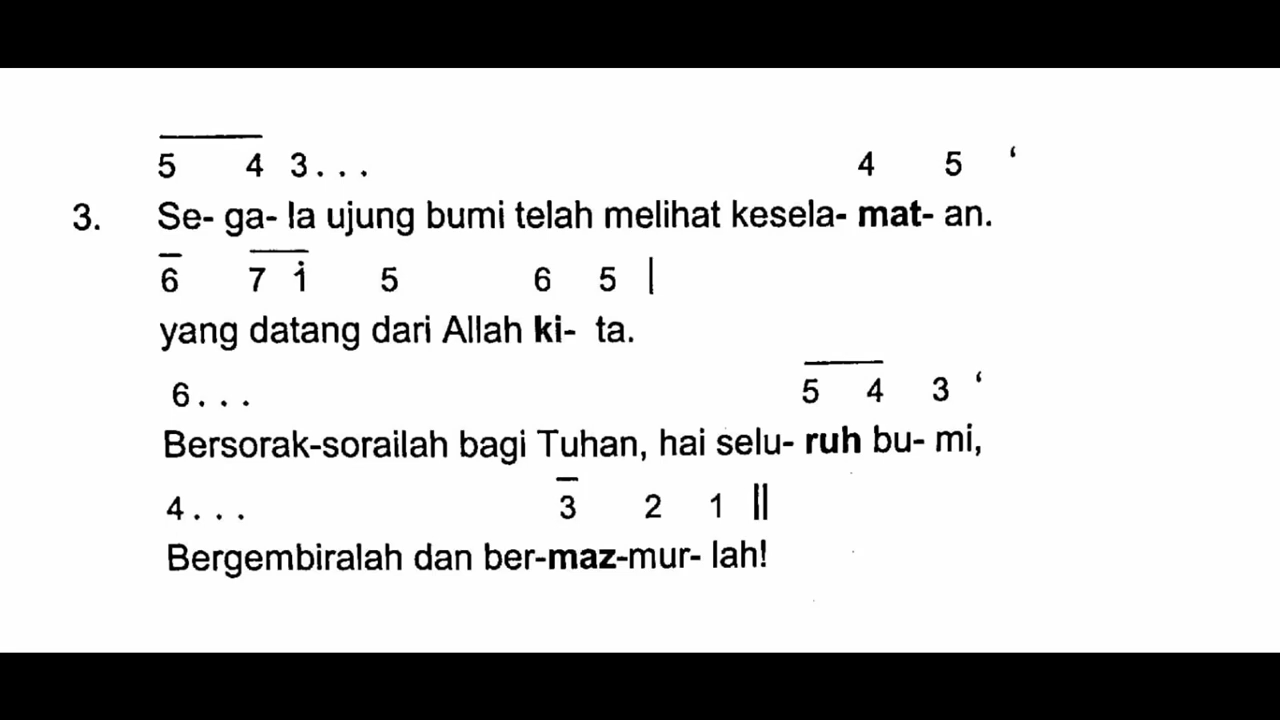 5 4 3... 4 5 ‘
3. Se- ga- la ujung bumi telah melihat kesela- mat- an.
6 7 i 5 6 5 |
yang datang dari Allah ki- ta.
6... 5 4 3 ‘
Bersorak-sorailah bagi Tuhan, hai selu- ruh bu- mi,
4... 3 2 1 ||
Bergembiralah dan ber-maz-mur- lah!